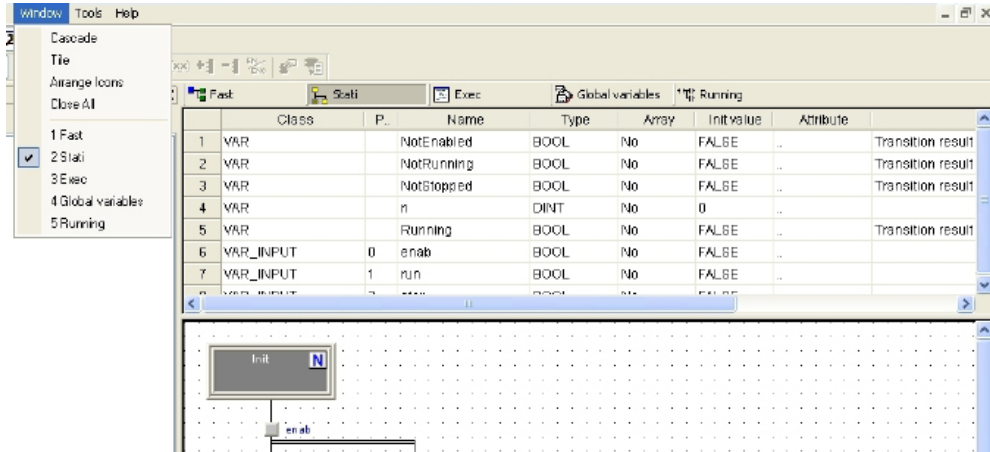 Window Tools Help
Cascade
Tile
Arrange Icons
Close All
1 Fast
2 Stati
3 Exec
4 Global variables
5 Running
Fast Stati Exec Global variables Running
Class P.. Name Type Array Init value Attribute
1 VAR NotEnabled BOOL No FALSE .. Transition result
2 VAR NotRunning BOOL No FALSE .. Transition result
3 VAR NotStopped BOOL No FALSE .. Transition result
4 VAR n DINT No 0 ..
5 VAR Running BOOL No FALSE .. Transition result
6 VAR_INPUT 0 enab BOOL No FALSE ..
7 VAR_INPUT 1 run BOOL No FALSE ..
Init N
enab